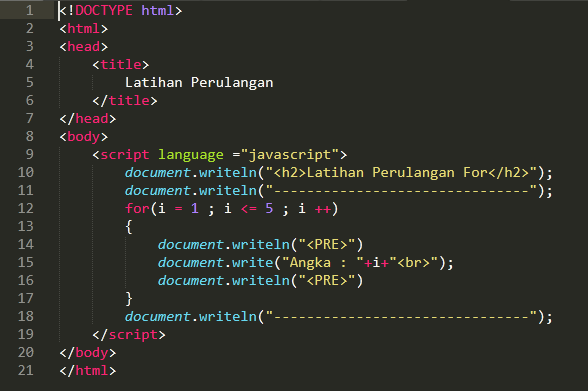 1 <!DOCTYPE html>
2 <html>
3 <head>
4     <title>
5         Latihan Perulangan
6     </title>
7 </head>
8 <body>
9     <script language ="javascript">
10         document.writeln("<h2>Latihan Perulangan For</h2>");
11         document.writeln("-------------------------------");
12         for(i = 1 ; i <= 5 ; i ++)
13         {
14             document.writeln("<PRE>")
15             document.write("Angka : "+i+"<br>");
16             document.writeln("<PRE>")
17         }
18         document.writeln("-------------------------------");
19     </script>
20 </body>
21 </html>